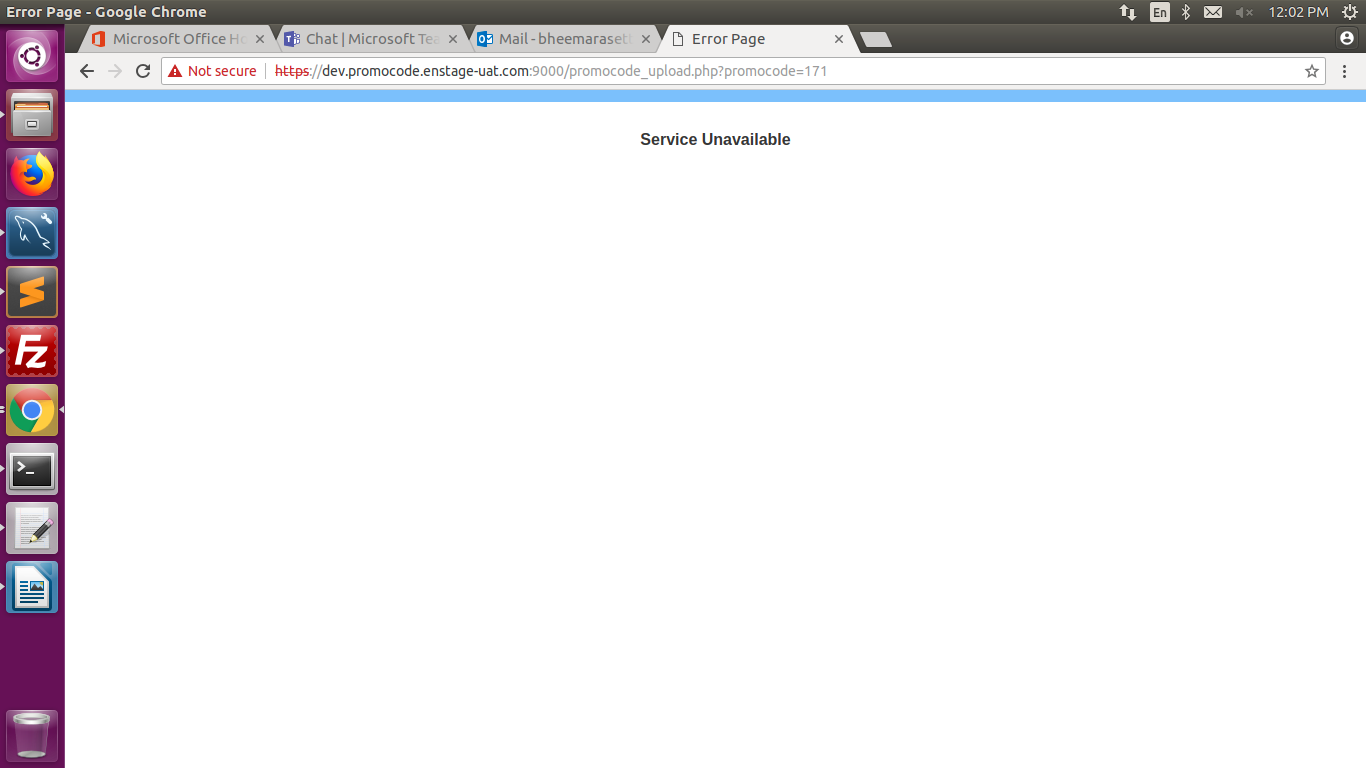 Error Page - Google Chrome
En
12:02 PM
Microsoft Office Ho
Chat | Microsoft Tea
Mail - bheemarasett
Error Page
Not secure
https://dev.promocode.enstage-uat.com:9000/promocode_upload.php?promocode=171
Service Unavailable